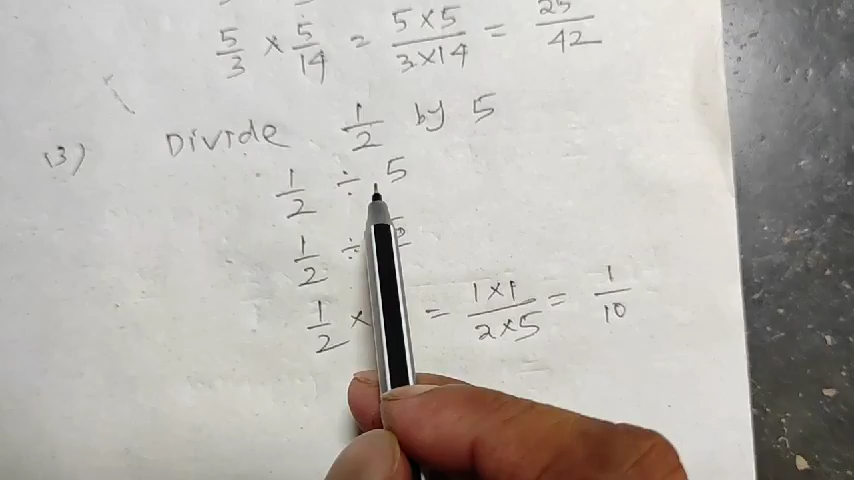 5/3 × 5/14 = 5×5/3×14 = 25/42
13) Divide 1/2 by 5
1/2 ÷ 5
1/2 ÷ 5
1/2 × = 1×1/2×5 = 1/10